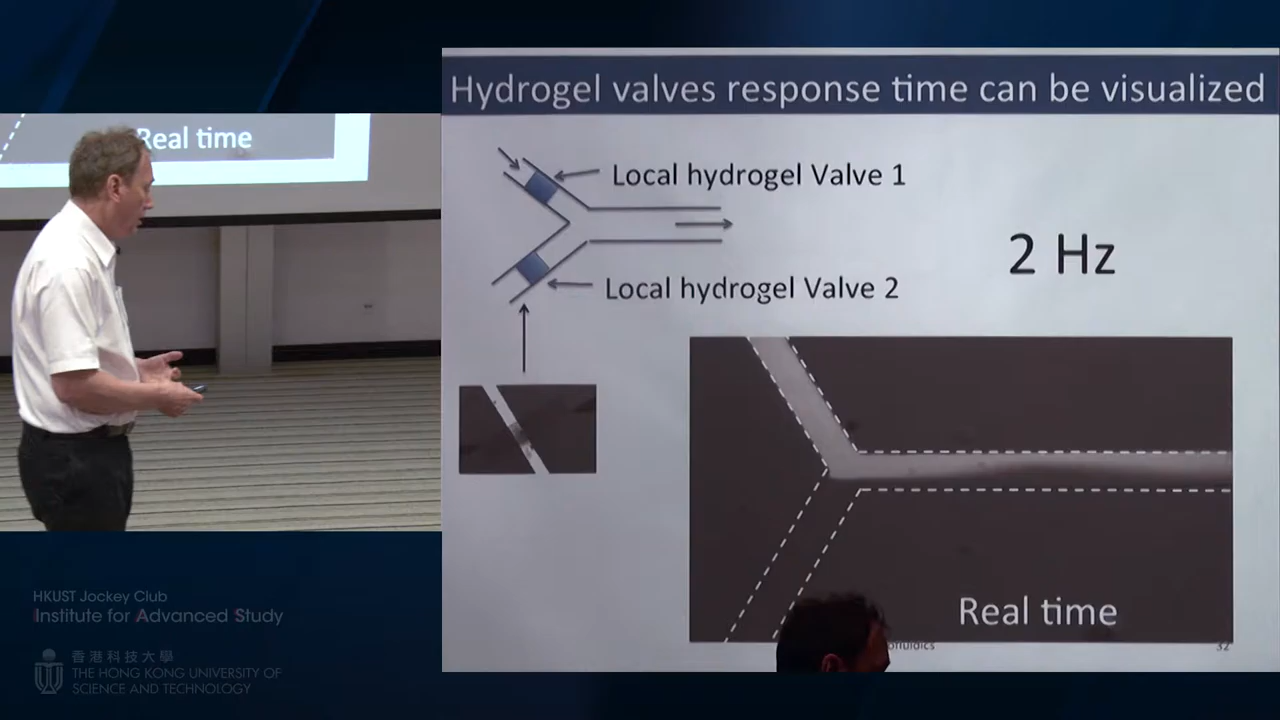 Real time
Hydrogel valves response time can be visualized
Local hydrogel Valve 1
2 Hz
Local hydrogel Valve 2
Real time
32
HKUST Jockey Club
Institute for Advanced Study
香港科技大學
THE HONG KONG UNIVERSITY OF
SCIENCE AND TECHNOLOGY